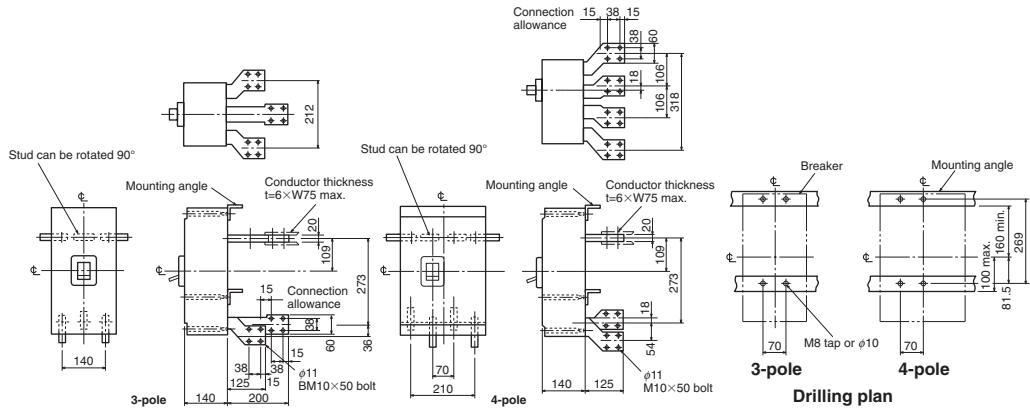 Connection
allowance
15
38
15
38
60
18
106
106
318
212
Stud can be rotated 90°
Stud can be rotated 90°
Mounting angle
Conductor thickness
t=6×W75
max.
20
109
273
15
Connection
allowance
38
60
36
15
38
38
15
125
200
140
140
φ11
BM10×50 bolt
3-pole
Mounting angle
Conductor thickness
t=6×W75
max.
20
109
273
18
54
70
210
140
125
φ11
M10×50 bolt
4-pole
Breaker
Mounting angle
160 min.
269
100 max.
81.5
M8 tap or φ10
70
70
3-pole
4-pole
Drilling plan